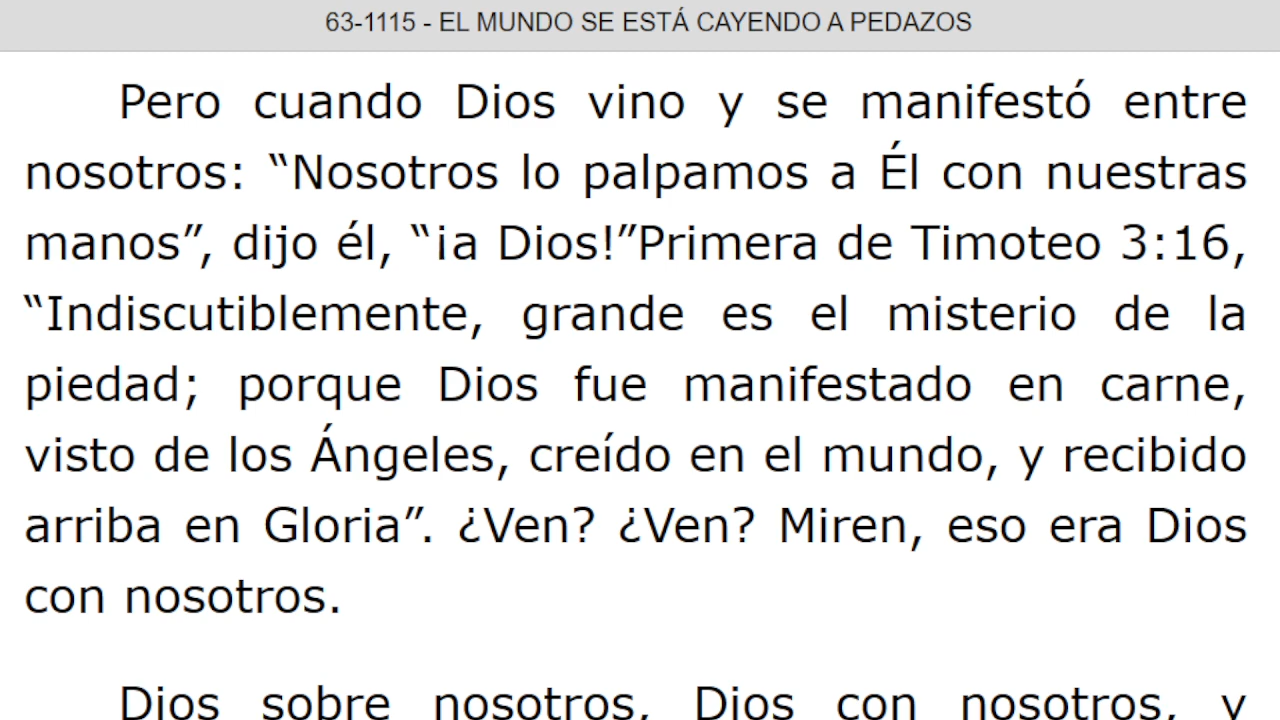 63-1115 - EL MUNDO SE ESTÁ CAYENDO A PEDAZOS
Pero cuando Dios vino y se manifestó entre
nosotros: “Nosotros lo palpamos a Él con nuestras
manos”, dijo él, “¡a Dios!”Primera de Timoteo 3:16,
“Indiscutiblemente, grande es el misterio de la
piedad; porque Dios fue manifestado en carne,
visto de los Ángeles, creído en el mundo, y recibido
arriba en Gloria”. ¿Ven? ¿Ven? Miren, eso era Dios
con nosotros.
Dios sobre nosotros, Dios con nosotros, y